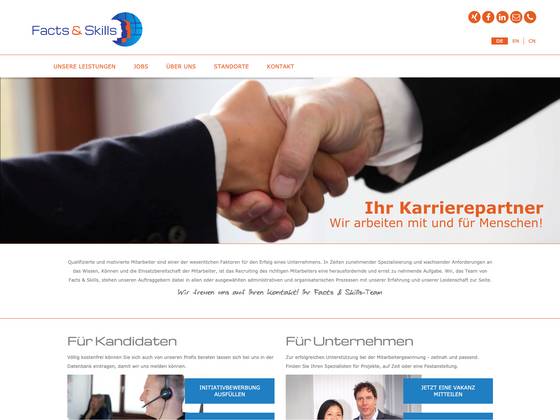 Facts & Skills
DE | EN | CN
UNSERE LEISTUNGEN JOBS ÜBER UNS STANDORTE KONTAKT
Ihr Karrierepartner
Wir arbeiten mit und für Menschen!
Qualifizierte und motivierte Mitarbeiter sind einer der wesentlichen Faktoren für den Erfolg eines Unternehmens. In Zeiten zunehmender Spezialisierung und wachsender Anforderungen an
das Wissen, Können und die Einsatzbereitschaft der Mitarbeiter, ist das Recruiting des richtigen Mitarbeiters eine herausfordernde und ernst zu nehmende Aufgabe. Wir, das Team von
Facts & Skills, stehen unseren Auftraggebern dabei in allen oder ausgewählten administrativen und organisatorischen Prozessen mit unserer Erfahrung und unserer Leidenschaft zur Seite.
Wir freuen uns auf Ihren Kontakt! Ihr Facts & Skills-Team
Für Kandidaten
Völlig kostenfrei können Sie sich auch von unseren Profis beraten lassen sich bei uns in der
Datenbank eintragen, damit wir uns melden können.
INITIATIVBEWERBUNG
AUSFÜLLEN
Für Unternehmen
Zur erfolgreichen Unterstützung bei der Mitarbeitergewinnung - zeitnah und passend.
Finden Sie Ihren Spezialisten für Projekte, auf Zeit oder eine Festanstellung.
JETZT EINE VAKANZ
MITTEILEN